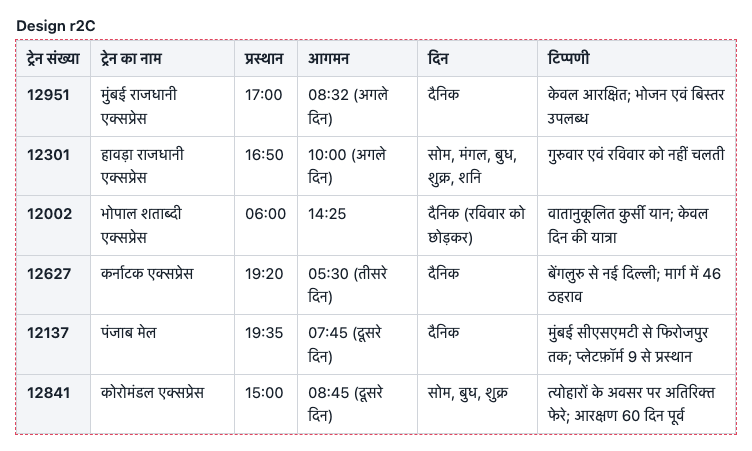 Design r2C
ट्रेन संख्या ट्रेन का नाम प्रस्थान आगमन दिन टिप्पणी
12951 मुंबई राजधानी 17:00 08:32 (अगले दैनिक केवल आरक्षित; भोजन एवं बिस्तर
एक्सप्रेस दिन) उपलब्ध
12301 हावड़ा राजधानी 16:50 10:00 (अगले सोम, मंगल, बुध, गुरुवार एवं रविवार को नहीं चलती
एक्सप्रेस दिन) शुक्र, शनि
12002 भोपाल शताब्दी 06:00 14:25 दैनिक (रविवार को वातानुकूलित कुर्सी यान; केवल
एक्सप्रेस छोड़कर) दिन की यात्रा
12627 कर्नाटक एक्सप्रेस 19:20 05:30 (तीसरे दैनिक बेंगलुरु से नई दिल्ली; मार्ग में 46
दिन) ठहराव
12137 पंजाब मेल 19:35 07:45 (दूसरे दैनिक मुंबई सीएसएमटी से फिरोजपुर
दिन) तक; प्लेटफ़ॉर्म 9 से प्रस्थान
12841 कोरोमंडल एक्सप्रेस 15:00 08:45 (दूसरे सोम, बुध, शुक्र त्योहारों के अवसर पर अतिरिक्त
दिन) फेरे; आरक्षण 60 दिन पूर्व